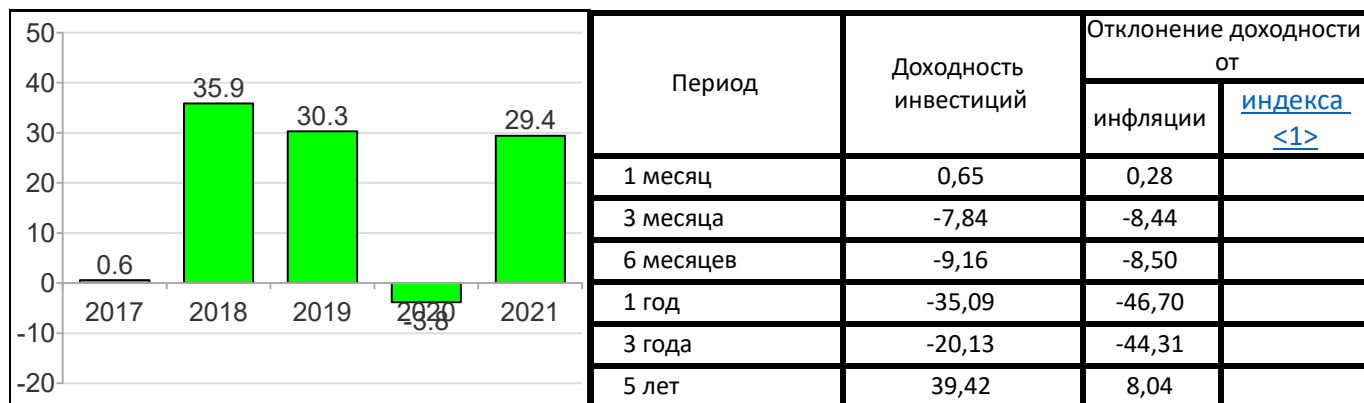 50
40
30
20
10
0
-10
-20
0.6
35.9
30.3
-3.8
29.4
2017
2018
2019
2020
2021
Период
Доходность
инвестиций
Отклонение доходности
от
инфляции
индекса
<1>
1 месяц 0,65 0,28
3 месяца -7,84 -8,44
6 месяцев -9,16 -8,50
1 год -35,09 -46,70
3 года -20,13 -44,31
5 лет 39,42 8,04